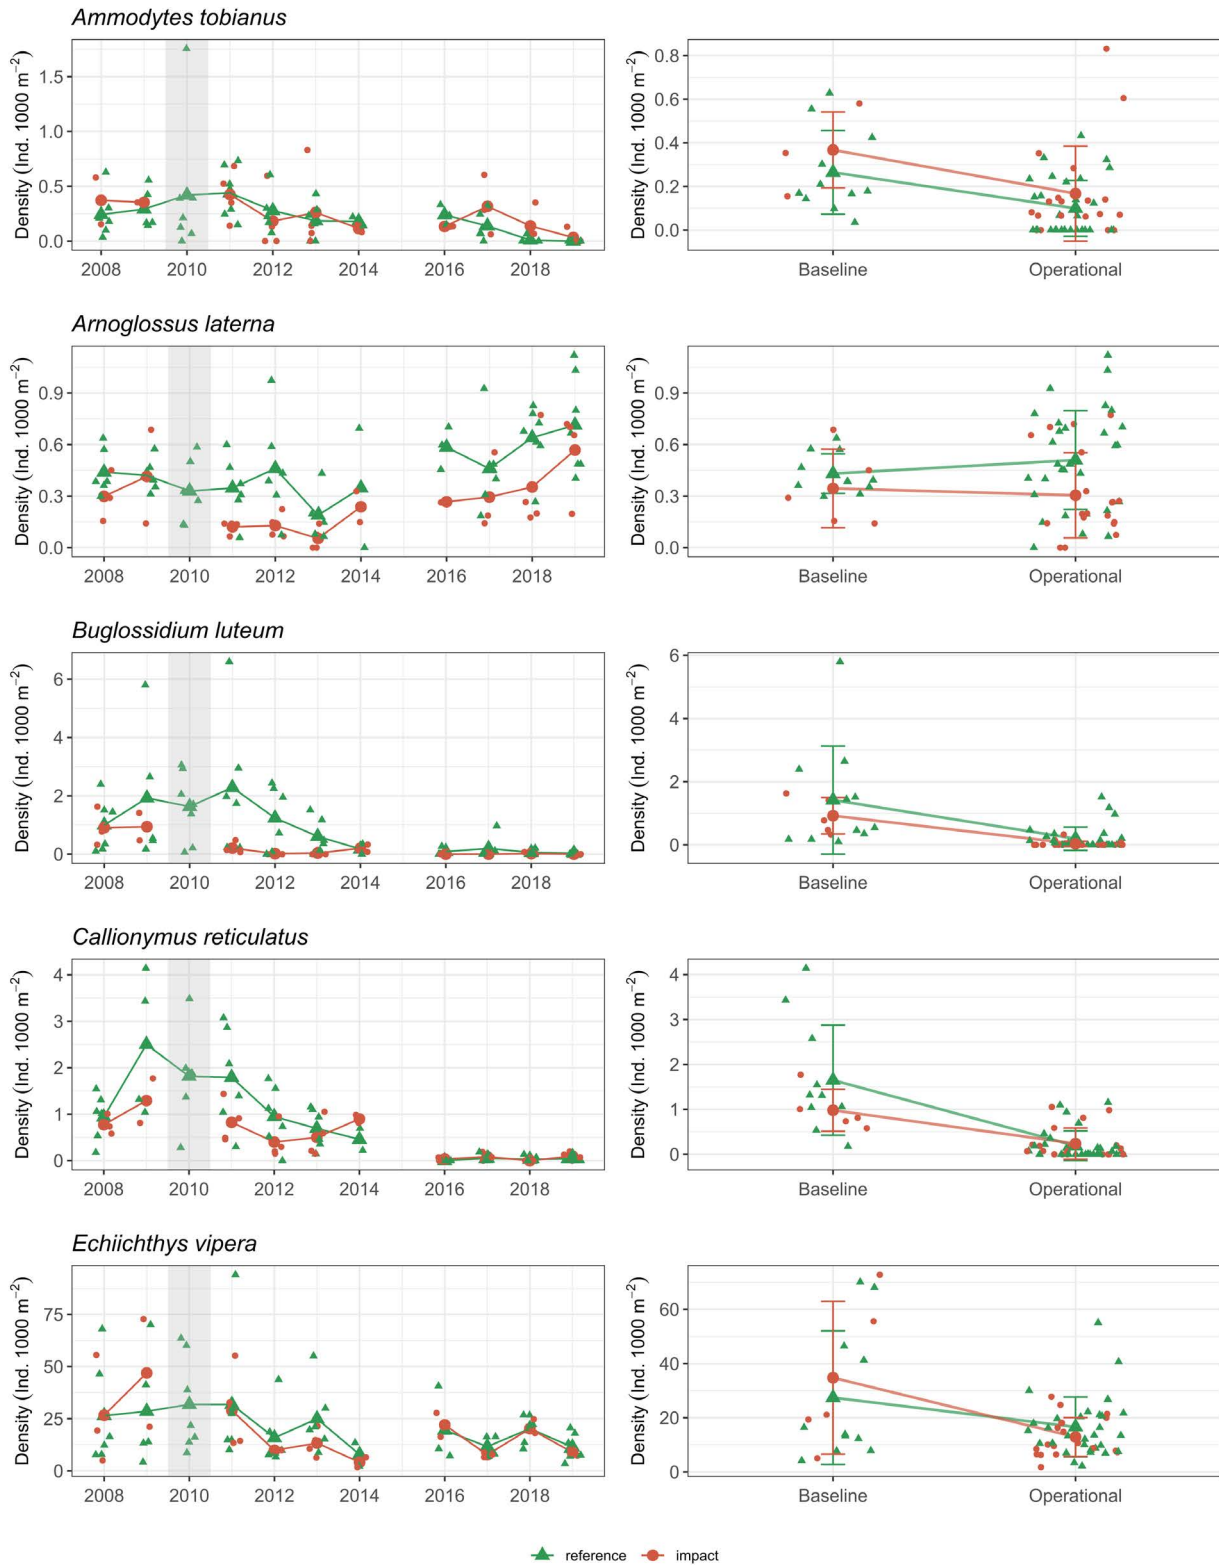 Ammodytes tobianus
Density (Ind. 1000 m⁻²)
1.5
1.0
0.5
0.0
2008 2010 2012 2014 2016 2018
Density (Ind. 1000 m⁻²)
0.8
0.6
0.4
0.2
0.0
Baseline Operational
Arnoglossus laterna
Density (Ind. 1000 m⁻²)
0.9
0.6
0.3
0.0
2008 2010 2012 2014 2016 2018
Density (Ind. 1000 m⁻²)
0.9
0.6
0.3
0.0
Baseline Operational
Buglossidium luteum
Density (Ind. 1000 m⁻²)
6
4
2
0
2008 2010 2012 2014 2016 2018
Density (Ind. 1000 m⁻²)
6
4
2
0
Baseline Operational
Callionymus reticulatus
Density (Ind. 1000 m⁻²)
4
3
2
1
0
2008 2010 2012 2014 2016 2018
Density (Ind. 1000 m⁻²)
4
3
2
1
0
Baseline Operational
Echiichthys vipera
Density (Ind. 1000 m⁻²)
75
50
25
0
2008 2010 2012 2014 2016 2018
Density (Ind. 1000 m⁻²)
60
40
20
0
Baseline Operational
reference impact